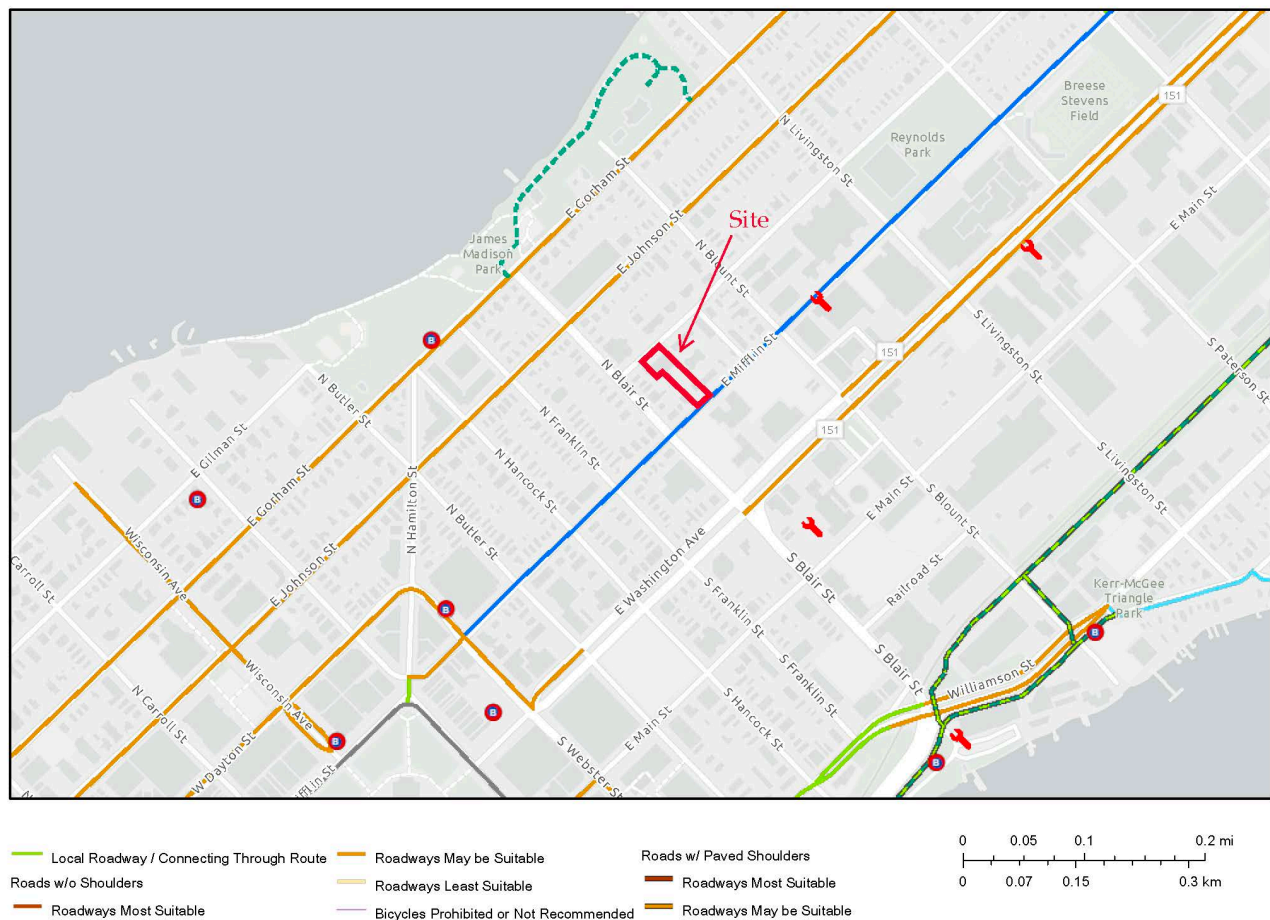 Breese
Stevens
Field
151
N Livingston St
Reynolds
Park
E Main St
E Gorham St
Site
James
Madison
Park
E Johnson St
N Blount St
S Livingston St
S Paterson St
B
E Mifflin St
N Blair St
151
N Butler St
N Franklin St
151
E Gilman St
N Hancock St
S Livingston St
E Gorham St
N Hamilton St
E Main St
S Blount St
B
N Butler St
Wisconsin Ave
E Washington Ave
S Blair St
Railroad St
Carroll St
E Johnson St
S Franklin St
Kerr-McGee
Triangle
Park
B
B
S Blair St
Williamson St
N Carroll St
Wisconsin Ave
S Franklin St
S Hancock St
B
B
E Main St
S Webster St
B
W Dayton St
ifflin St
N
Local Roadway / Connecting Through Route
Roads w/o Shoulders
Roadways Most Suitable
Roadways May be Suitable
Roadways Least Suitable
Bicycles Prohibited or Not Recommended
Roads w/ Paved Shoulders
Roadways Most Suitable
Roadways May be Suitable
0 0.05 0.1 0.2 mi
0 0.07 0.15 0.3 km